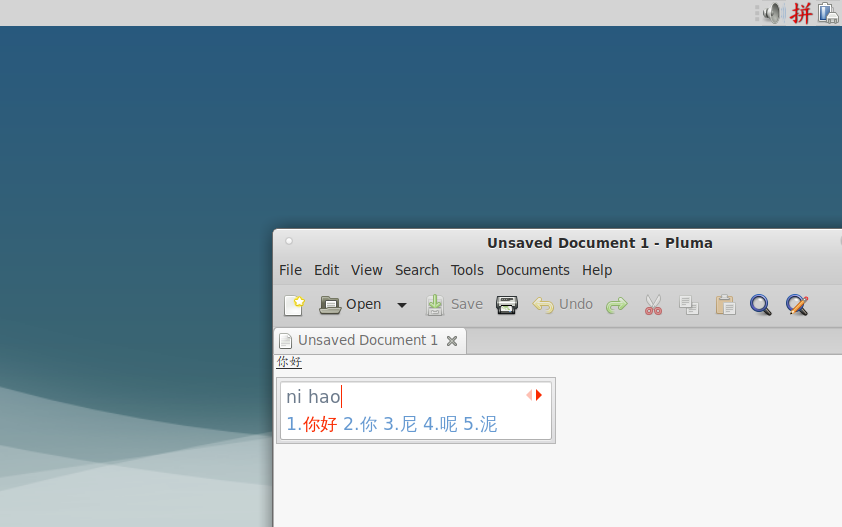 拼
Unsaved Document 1 - Pluma
File Edit View Search Tools Documents Help
Open Save Undo
Unsaved Document 1
你好
ni hao
1.你好 2.你 3.尼 4.呢 5.泥